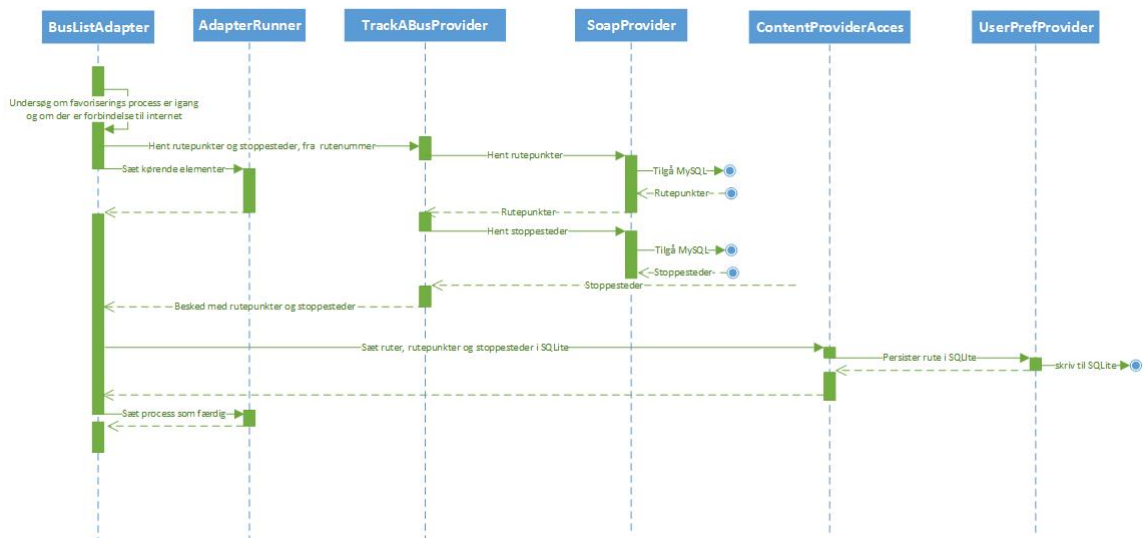 BusListAdapter
AdapterRunner
TrackABusProvider
SoapProvider
ContentProviderAcces
UserPrefProvider
Undersøg om favoriserings process er igang
og om der er forbindelse til internet
Hent rutepunkter og stoppesteder, fra rutenummer
Hent rutepunkter
Sæt kørende elementer
Tilgå MySQL
Rutepunkter
Rutepunkter
Hent stoppesteder
Tilgå MySQL
Stoppesteder
Stoppesteder
Besked med rutepunkter og stoppesteder
Sæt ruter, rutepunkter og stoppesteder i SQLite
Persister rute i SQLIte
skriv til SQLite
Sæt process som færdig